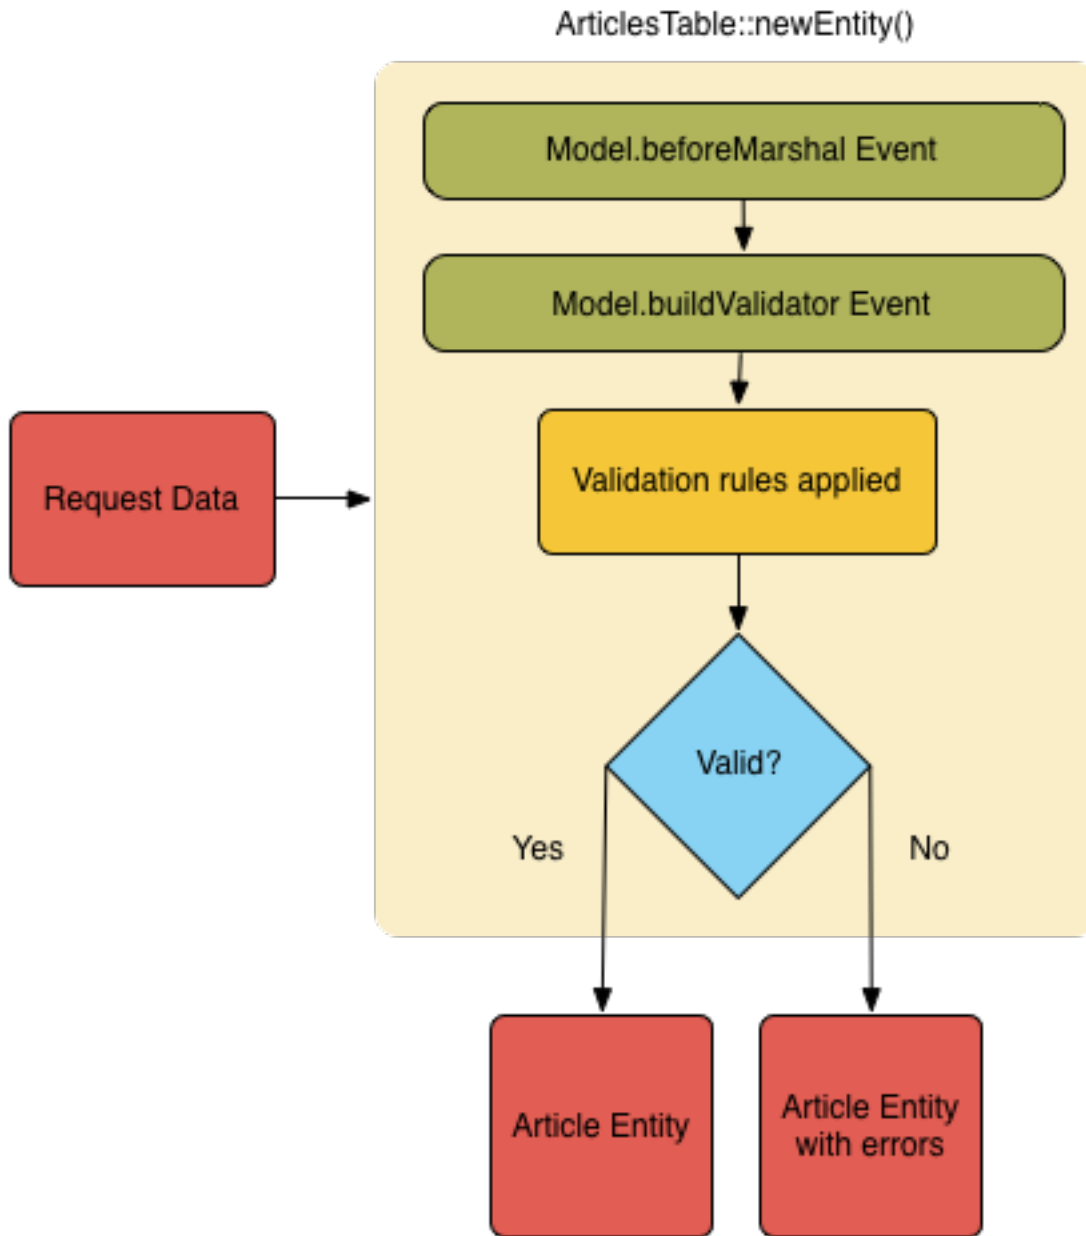 ArticlesTable::newEntity()
Model.beforeMarshal Event
Model.buildValidator Event
Validation rules applied
Request Data
Valid?
Yes
No
Article Entity
Article Entity
with errors